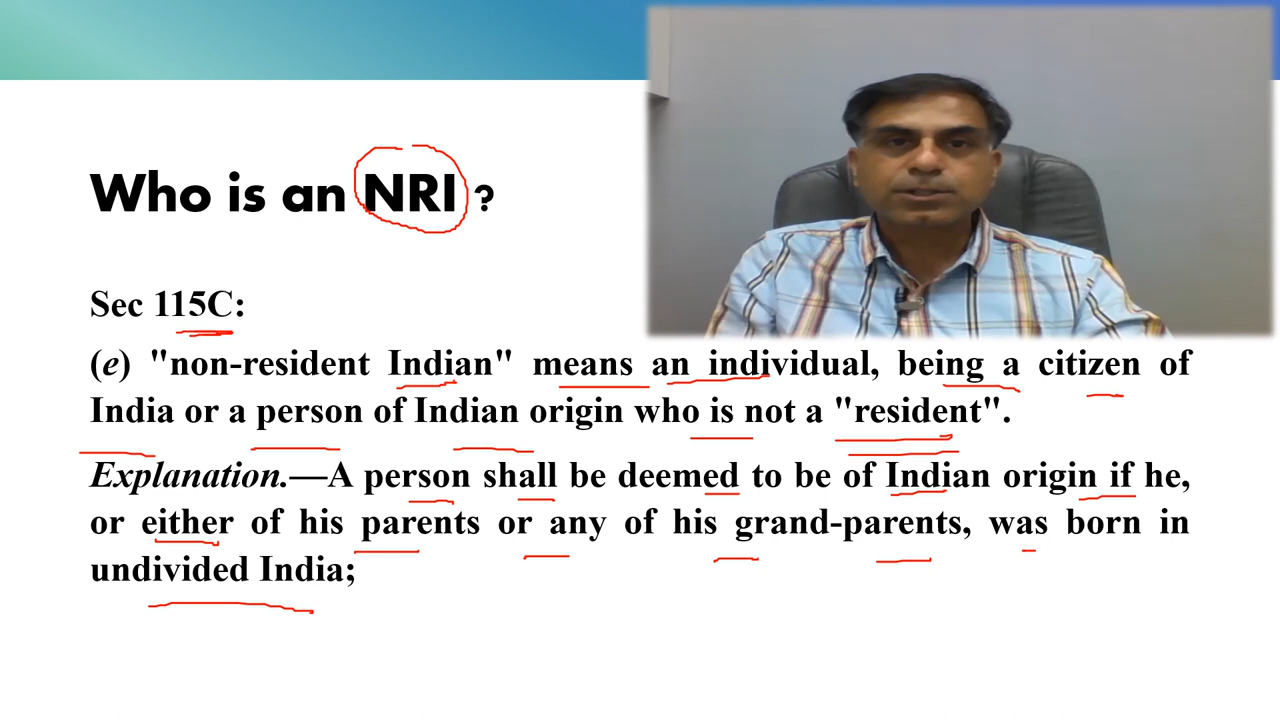 Who is an NRI ?
Sec 115C:
(e) "non-resident Indian" means an individual, being a citizen of
India or a person of Indian origin who is not a "resident".
Explanation.—A person shall be deemed to be of Indian origin if he,
or either of his parents or any of his grand-parents, was born in
undivided India;